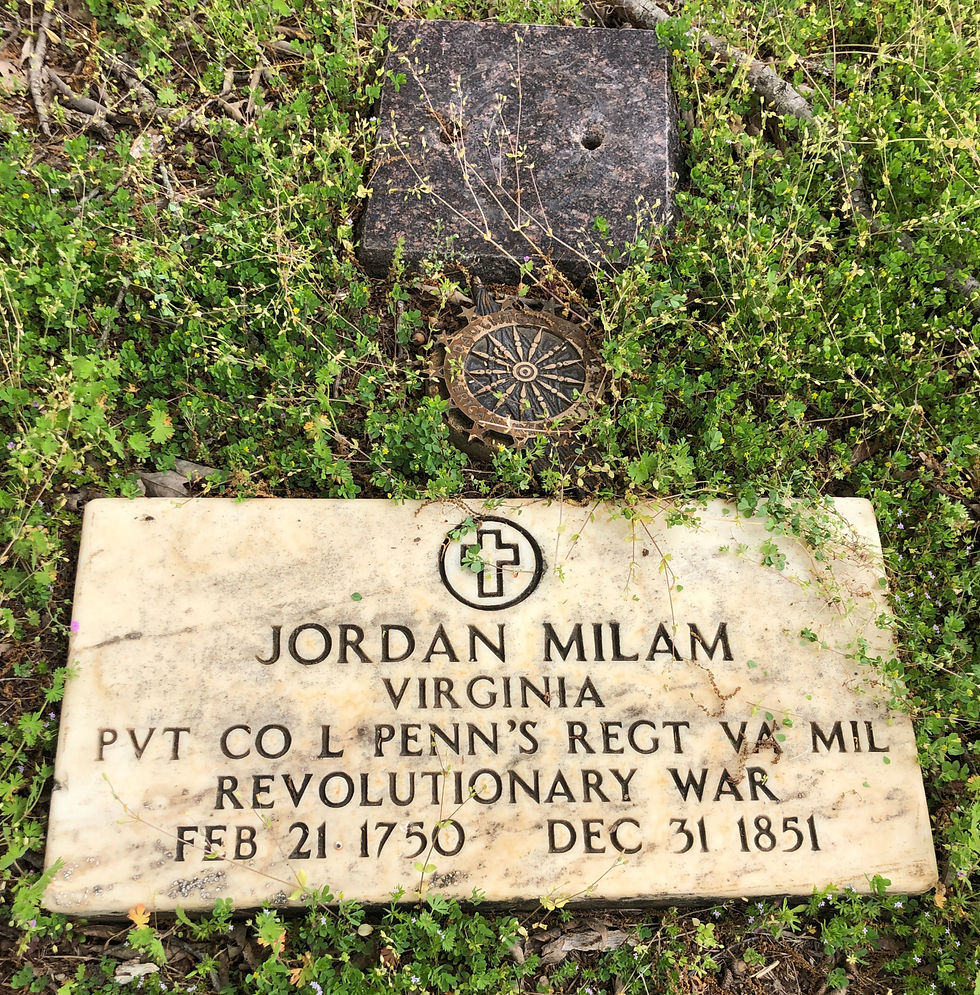 JORDAN MILAM
VIRGINIA
PVT CO L PENN'S REGT VA MIL
REVOLUTIONARY WAR
FEB 21 1750 DEC 31 1851